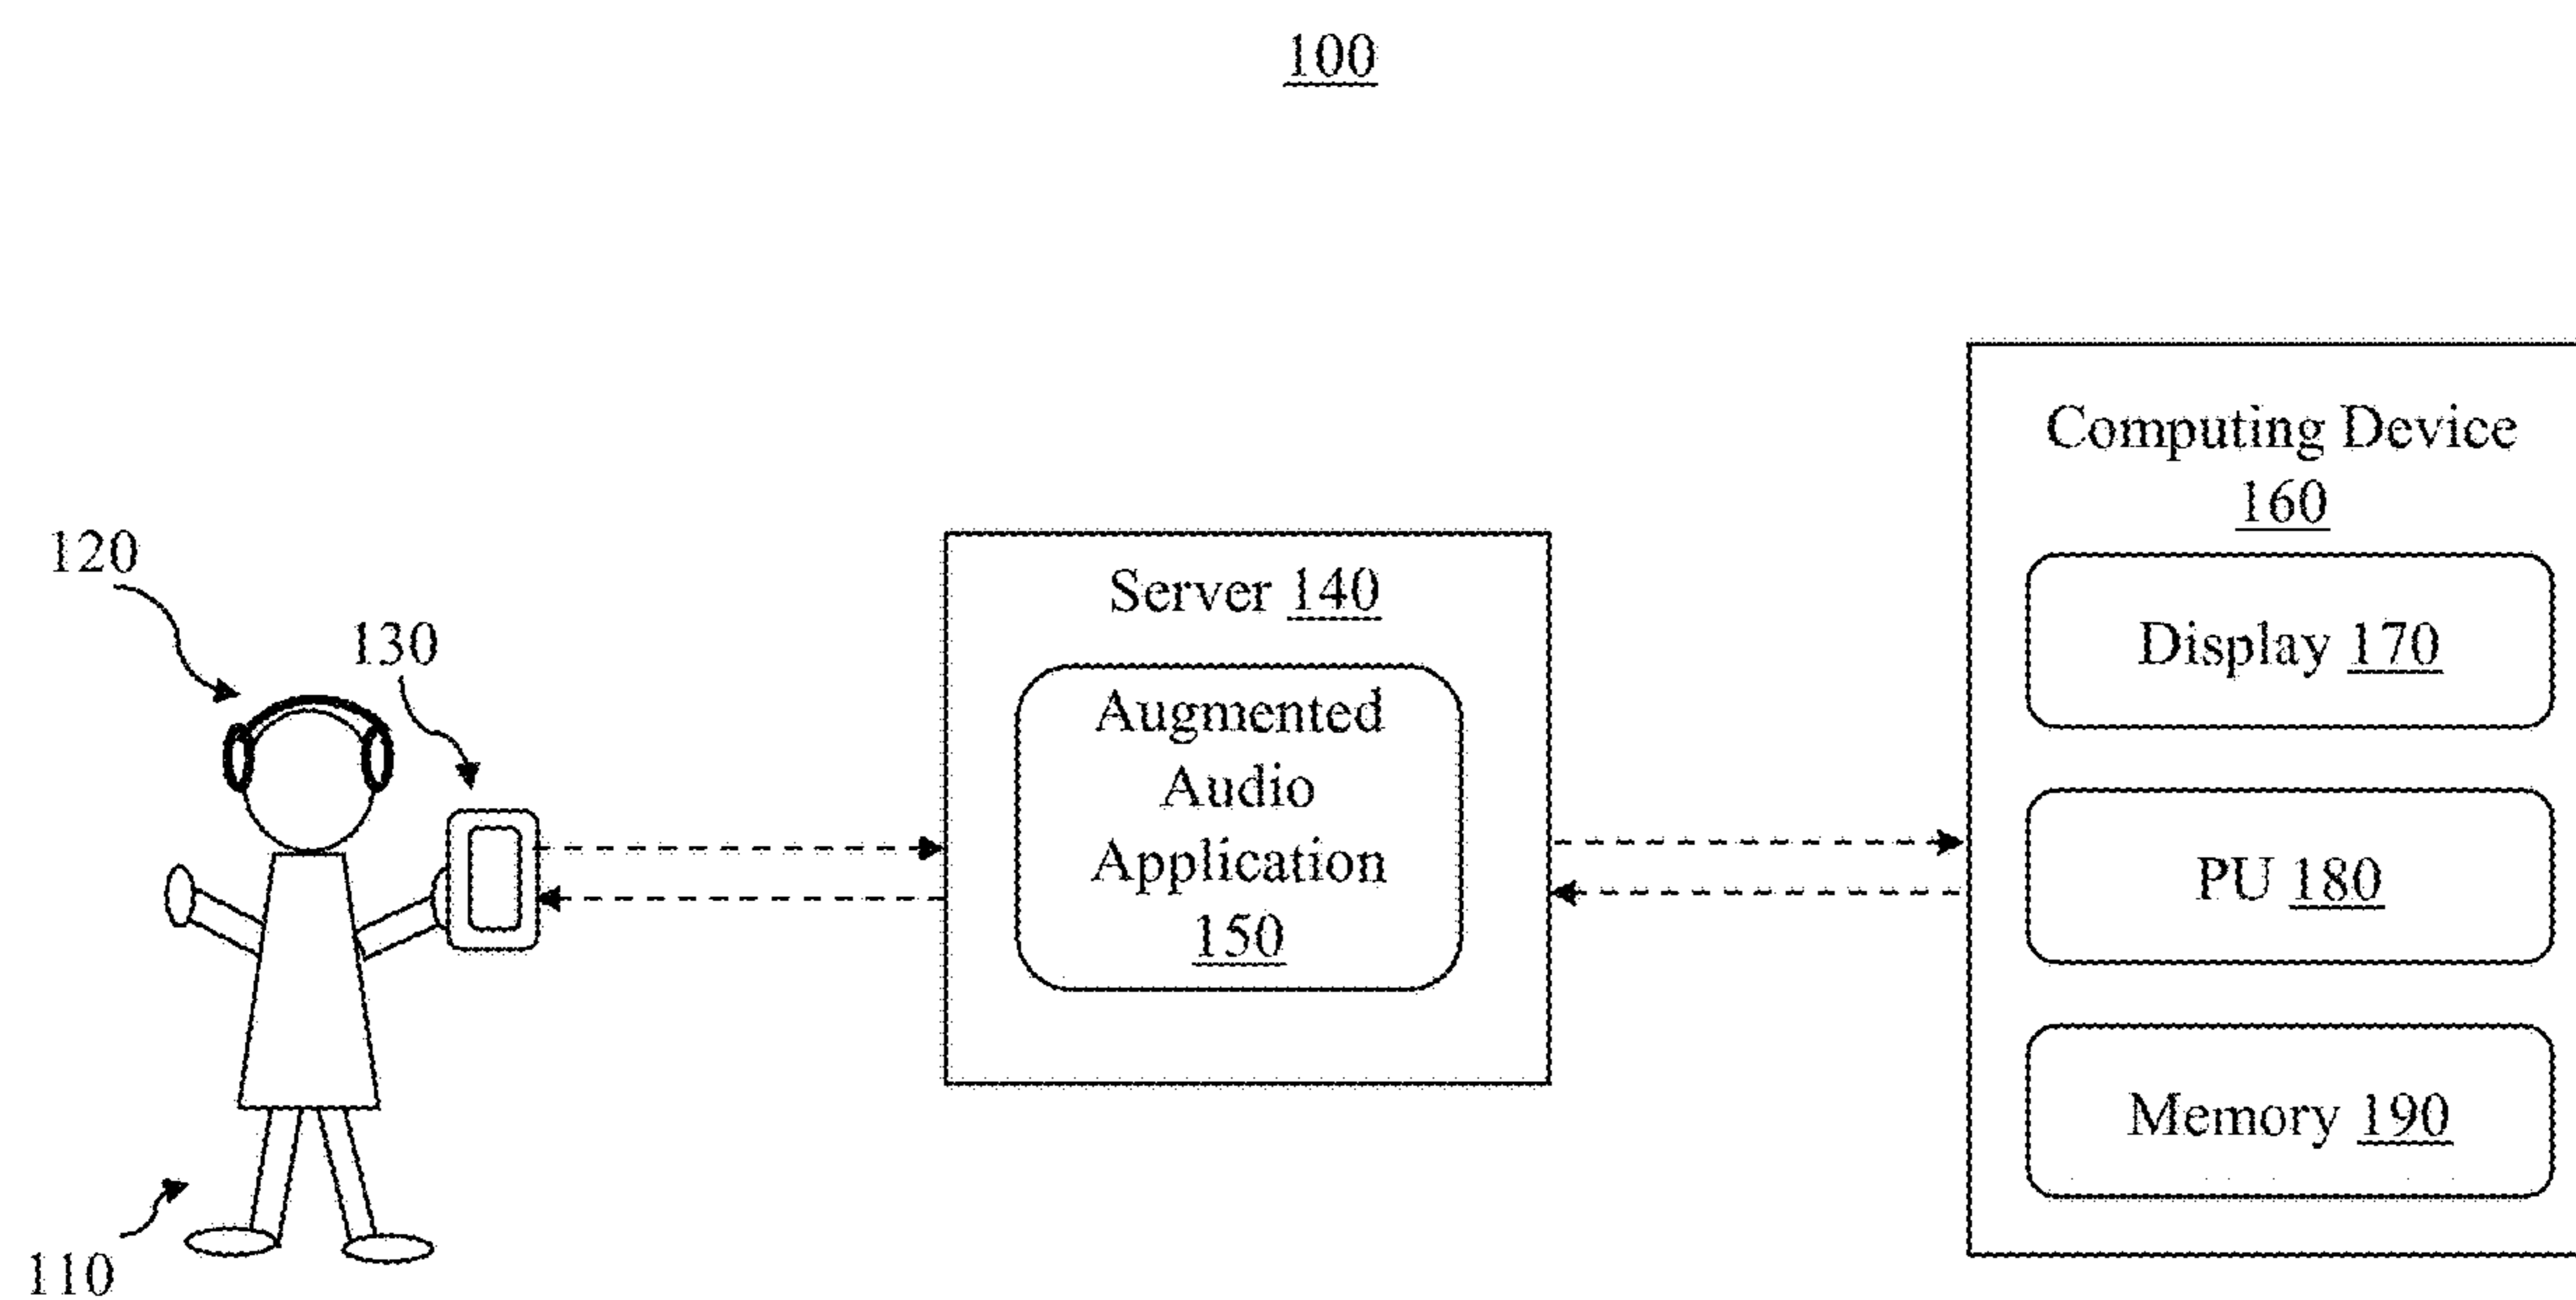 100
120
130
110
Server 140
Augmented
Audio
Application
150
Computing Device
160
Display 170
PU 180
Memory 190